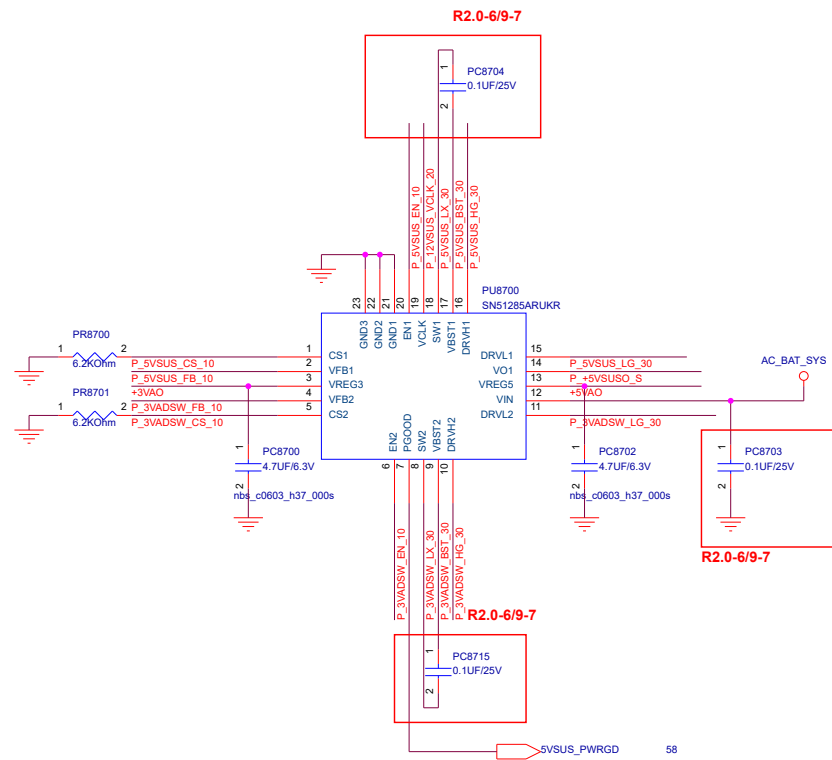 R2.0-6/9-7
1
PC8704
0.1UF/25V
2
P_5VSUS_EN_10
P_12VSUS_VCLK_20
P_5VSUS_LX_30
P_5VSUS_BST_30
P_5VSUS_HG_30
PU8700
SN51285ARUKR
23
22
21
20
19
18
17
16
GND3
GND2
GND1
EN1
VCLK
SW1
VBST1
DRVH1
PR8700
1
2
6.2KOhm
P_5VSUS_CS_10
1
CS1
P_5VSUS_FB_10
2
VFB1
+3VAO
3
VREG3
PR8701
P_3VADSW_FB_10
4
VFB2
1
2
6.2KOhm
P_3VADSW_CS_10
5
CS2
DRVL1
15
P_5VSUS_LG_30
VO1
14
P_+5VSUSO_S
VREG5
13
+5VAO
VIN
12
P_3VADSW_LG_30
DRVL2
11
AC_BAT_SYS
1
PC8700
4.7UF/6.3V
2
nbs_c0603_h37_000s
EN2
PGOOD
SW2
VBST2
DRVH2
6
7
8
9
10
1
PC8702
4.7UF/6.3V
2
nbs_c0603_h37_000s
1
PC8703
0.1UF/25V
2
R2.0-6/9-7
P_3VADSW_EN_10
P_3VADSW_LX_30
P_3VADSW_BST_30
P_3VADSW_HG_30
R2.0-6/9-7
1
PC8715
0.1UF/25V
2
5VSUS_PWRGD
58